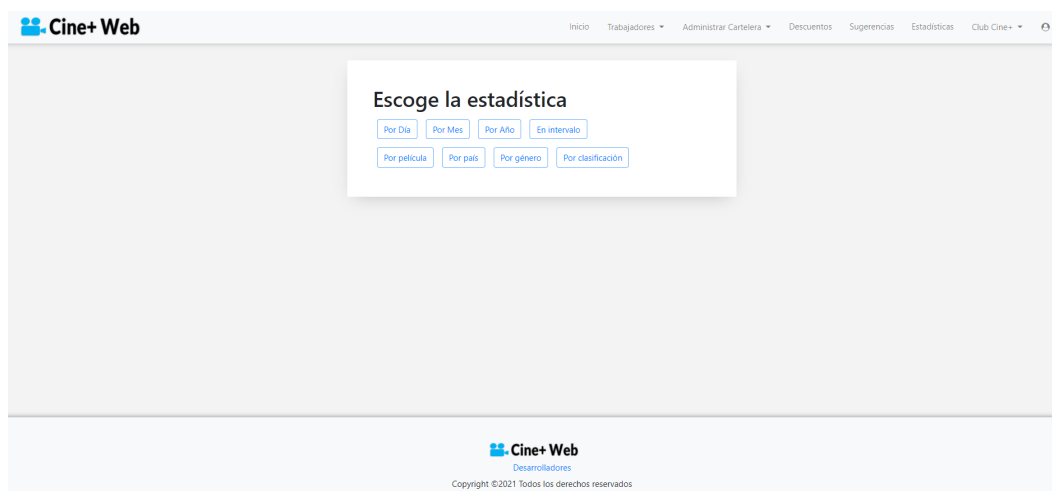 Cine+ Web Inicio Trabajadores Administrar Cartelera Descuentos Sugerencias Estadísticas Club Cine+
Escoge la estadística
Por Día Por Mes Por Año En intervalo
Por película Por país Por género Por clasificación
Cine+ Web
Desarrolladores
Copyright ©2021 Todos los derechos reservados